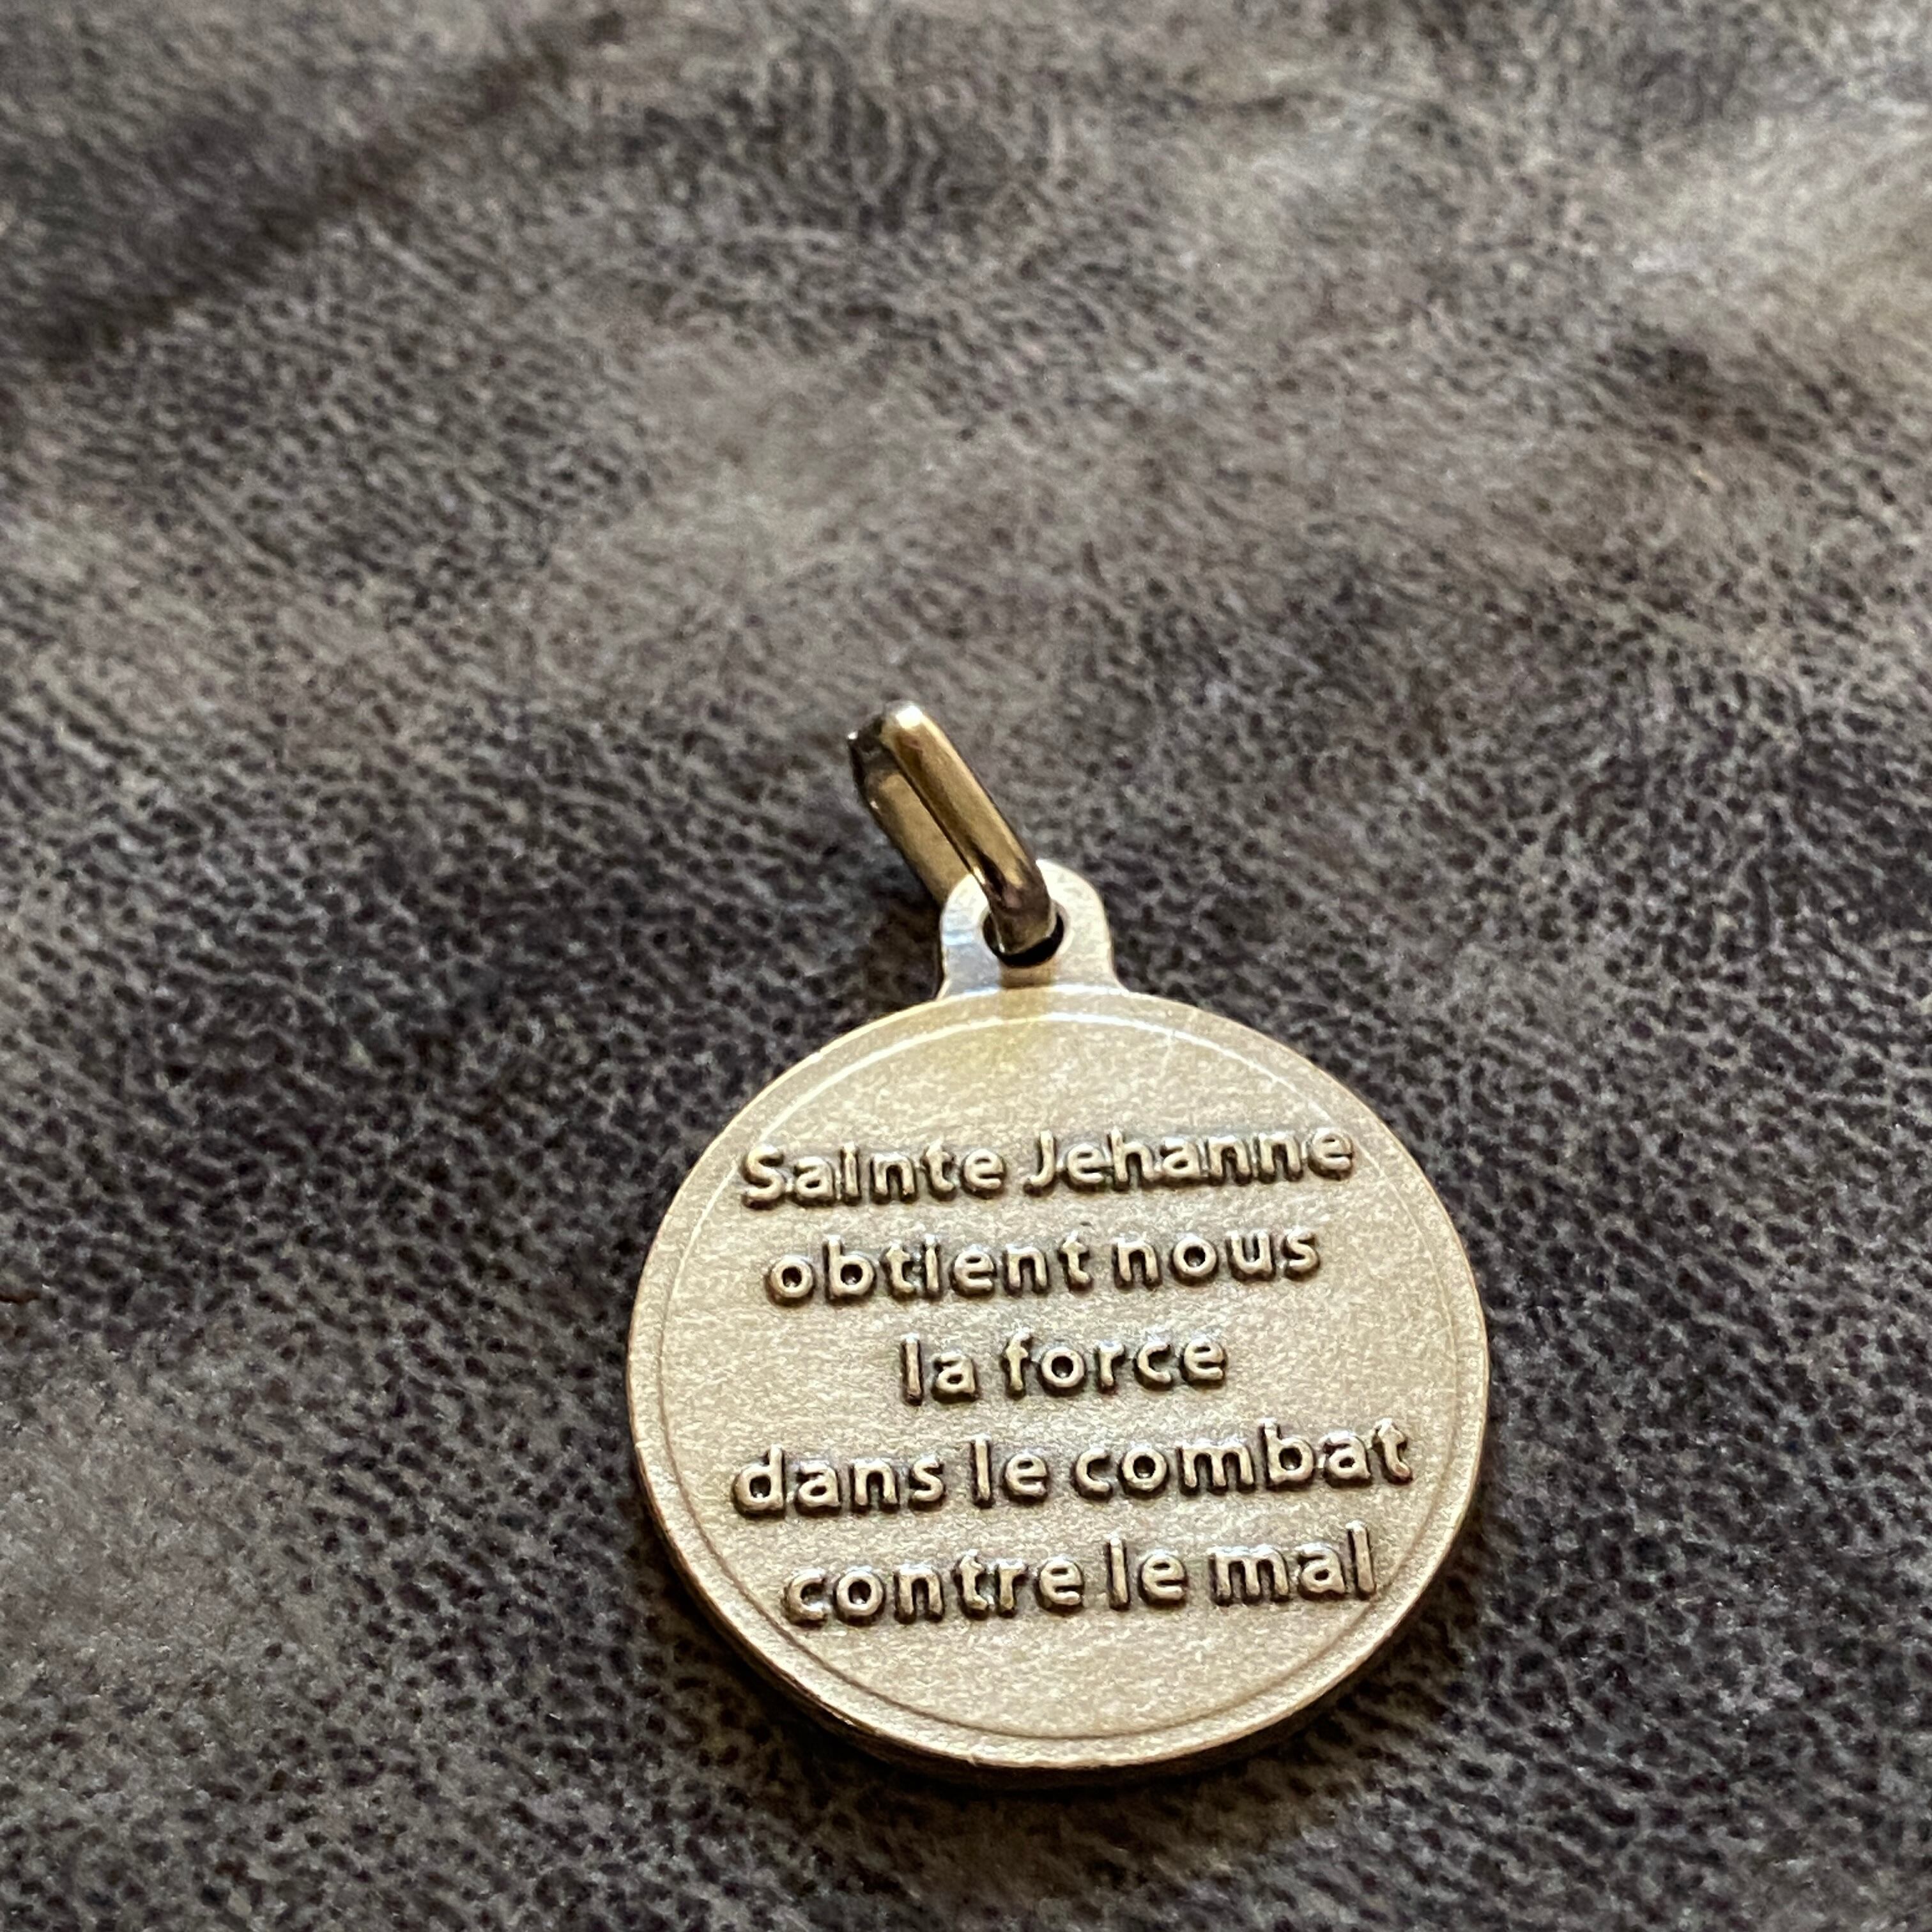 Sainte Jehanne
obtient nous
la force
dans le combat
contre le mal